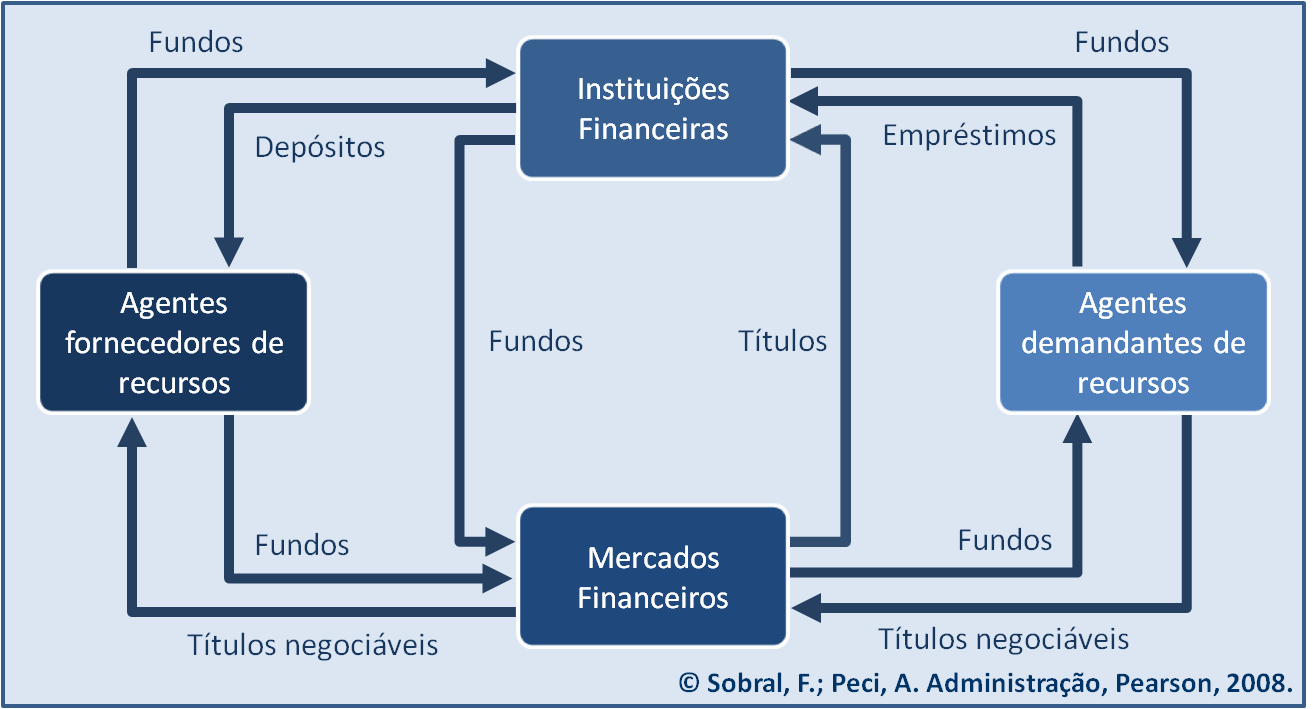 Fundos
Fundos
Instituições
Financeiras
Depósitos
Empréstimos
Agentes
fornecedores de
recursos
Fundos
Títulos
Agentes
demandantes de
recursos
Fundos
Mercados
Financeiros
Fundos
Títulos negociáveis
Títulos negociáveis
© Sobral, F.; Peci, A. Administração, Pearson, 2008.